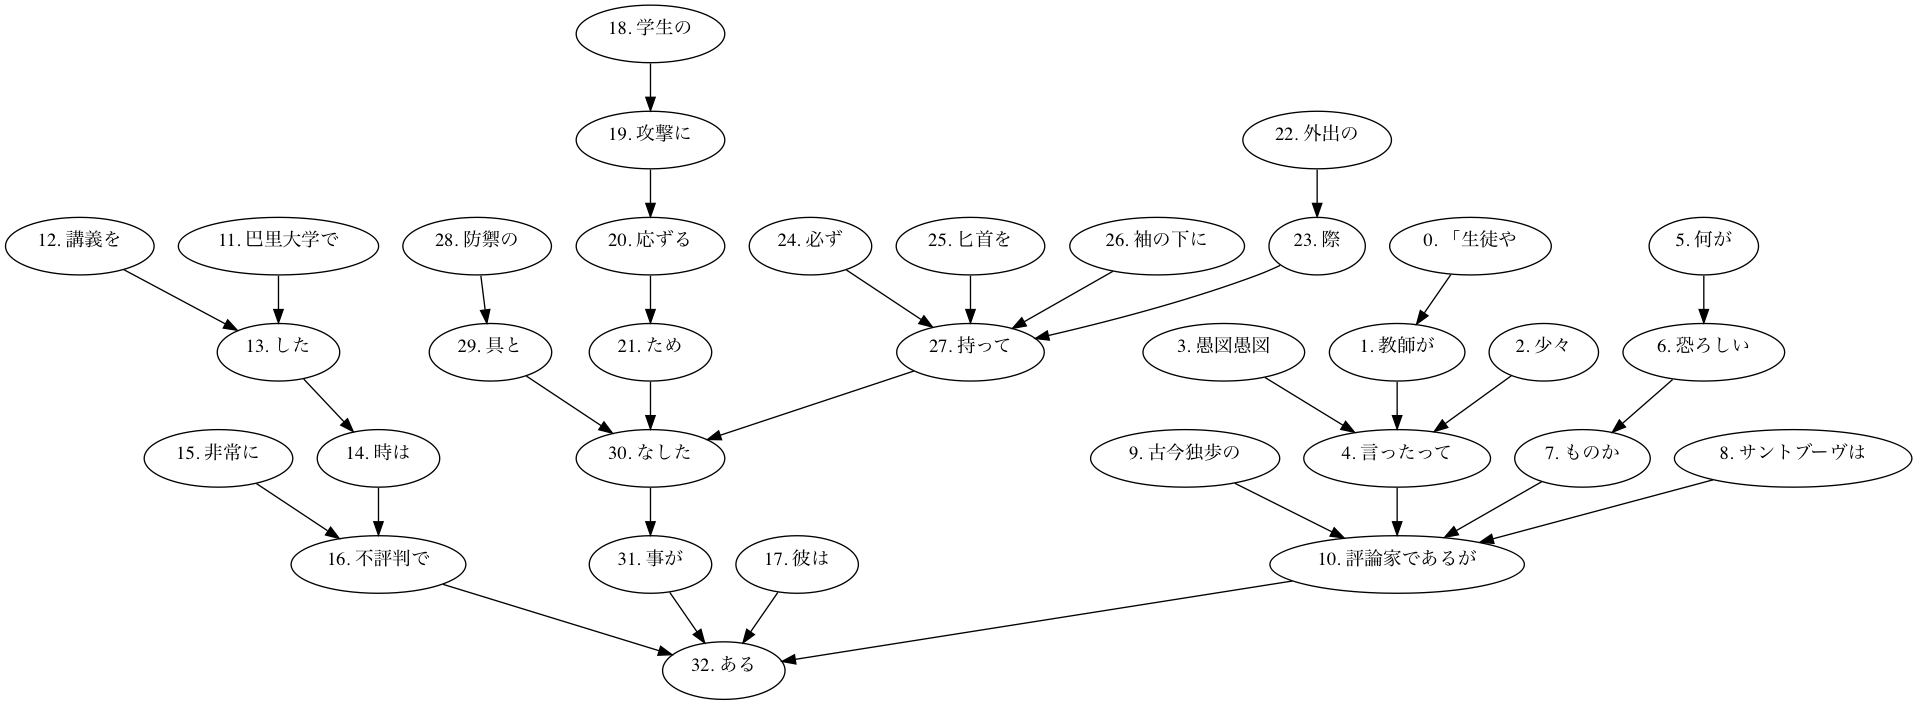 18. 学生の
19. 攻撃に
22. 外出の
12. 講義を
11. 巴里大学で
28. 防禦の
20. 応ずる
24. 必ず
25. 匕首を
26. 袖の下に
23. 際
0. 「生徒や
5. 何が
13. した
29. 具と
21. ため
27. 持って
3. 愚図愚図
1. 教師が
2. 少々
6. 恐ろしい
15. 非常に
14. 時は
30. なした
9. 古今独歩の
4. 言ったって
7. ものか
8. サントブーヴは
16. 不評判で
31. 事が
17. 彼は
10. 評論家であるが
32. ある